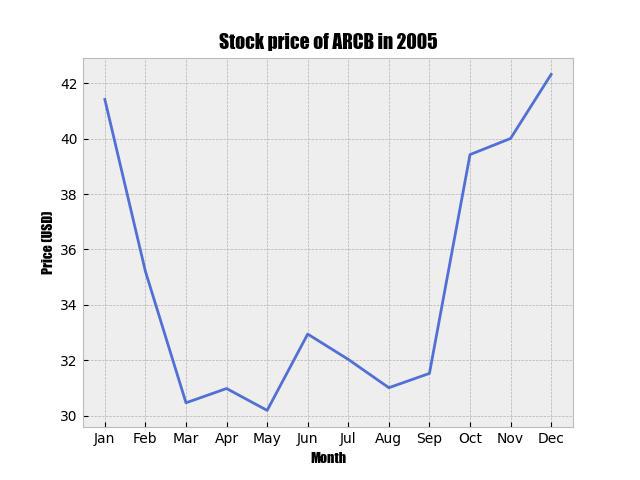 Stock price of ARCB in 2005
Price (USD)
42
40
38
36
34
32
30
Jan Feb Mar Apr May Jun Jul Aug Sep Oct Nov Dec
Month